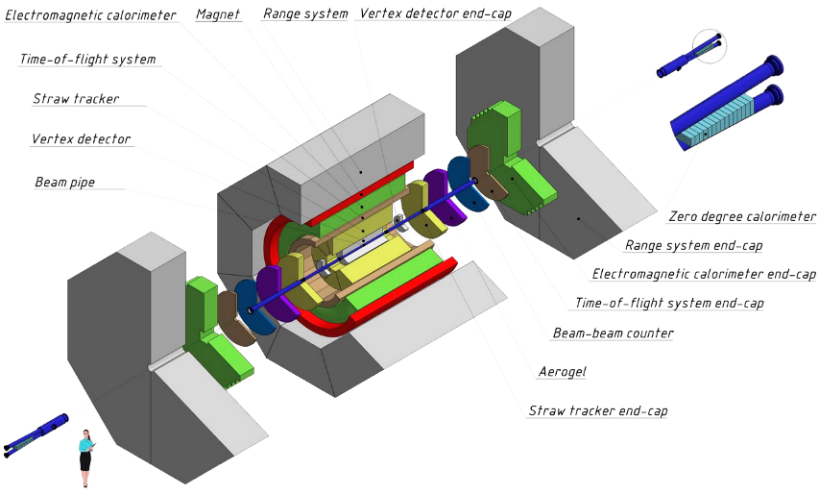 Electromagnetic calorimeter
Magnet
Range system
Vertex detector end-cap
Time-of-flight system
Straw tracker
Vertex detector
Beam pipe
Zero degree calorimeter
Range system end-cap
Electromagnetic calorimeter end-cap
Time-of-flight system end-cap
Beam-beam counter
Aerogel
Straw tracker end-cap